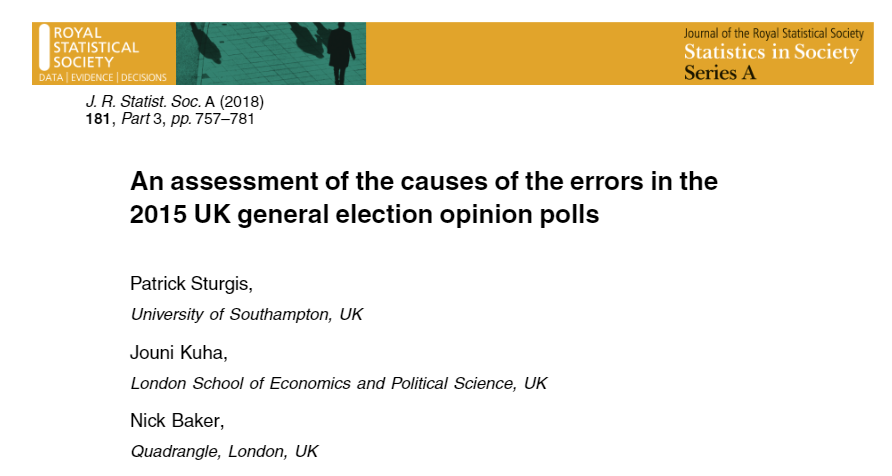 ROYAL
STATISTICAL
SOCIETY
DATA | EVIDENCE | DECISIONS
Journal of the Royal Statistical Society
Statistics in Society
Series A
J. R. Statist. Soc. A (2018)
181, Part 3, pp. 757–781
An assessment of the causes of the errors in the
2015 UK general election opinion polls
Patrick Sturgis,
University of Southampton, UK
Jouni Kuha,
London School of Economics and Political Science, UK
Nick Baker,
Quadrangle, London, UK